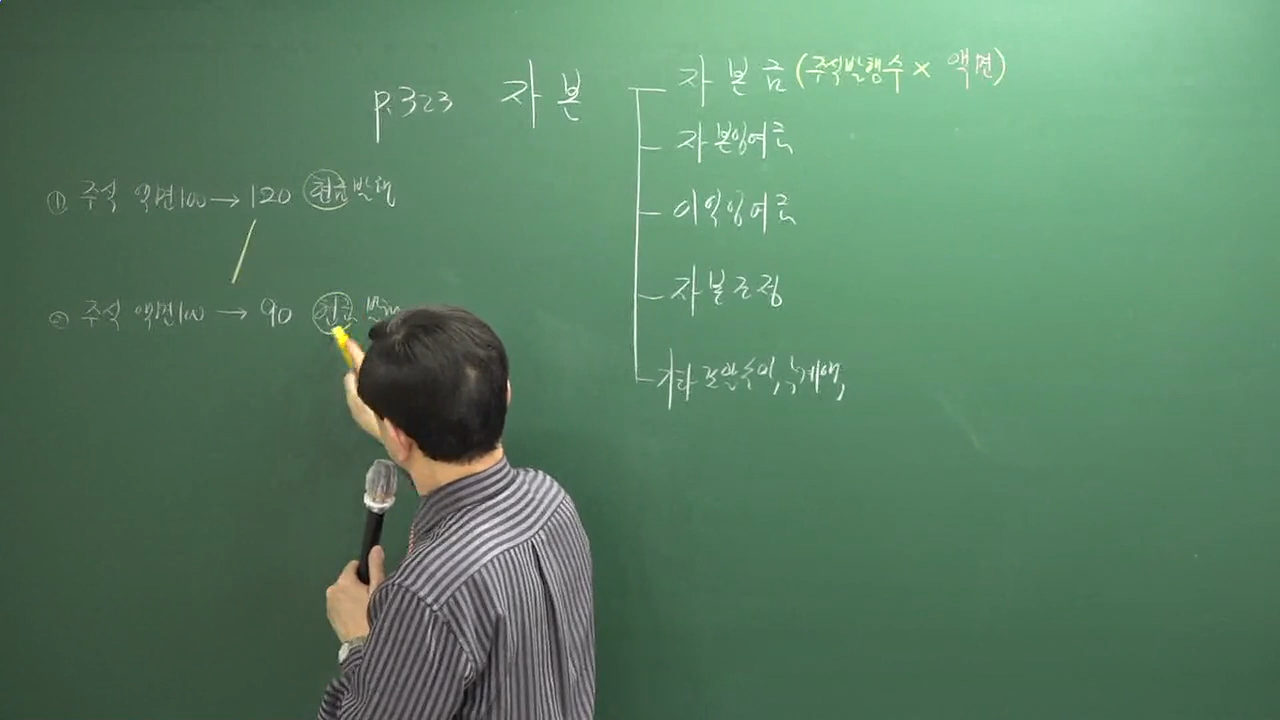 p.323 자본
자본금 (주식발행수 × 액면)
자본잉여금
이익잉여금
자본조정
기타포괄손익누계액
① 주식 액면100 → 120 현금발행
② 주식 액면100 → 90 현금 발행